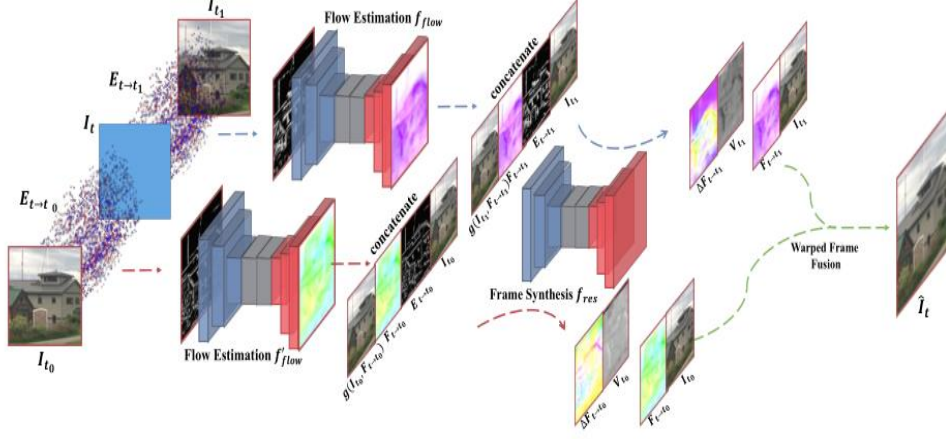 I_{t_1}
E_{t→t_1}
I_t
E_{t→t_0}
I_{t_0}
Flow Estimation f_{flow}
concatenate
g(I_{t_1}, F_{t→t_1}) F_{t→t_1} E_{t→t_1} I_{t_1}
Flow Estimation f'_{flow}
concatenate
g(I_{t_0}, F_{t→t_0}) F_{t→t_0} E_{t→t_0} I_{t_0}
Frame Synthesis f_{res}
ΔF_{t→t_1} V_{t_1}
F_{t→t_1} I_{t_1}
ΔF_{t→t_0} V_{t_0}
F_{t→t_0} I_{t_0}
Warped Frame
Fusion
Î_t